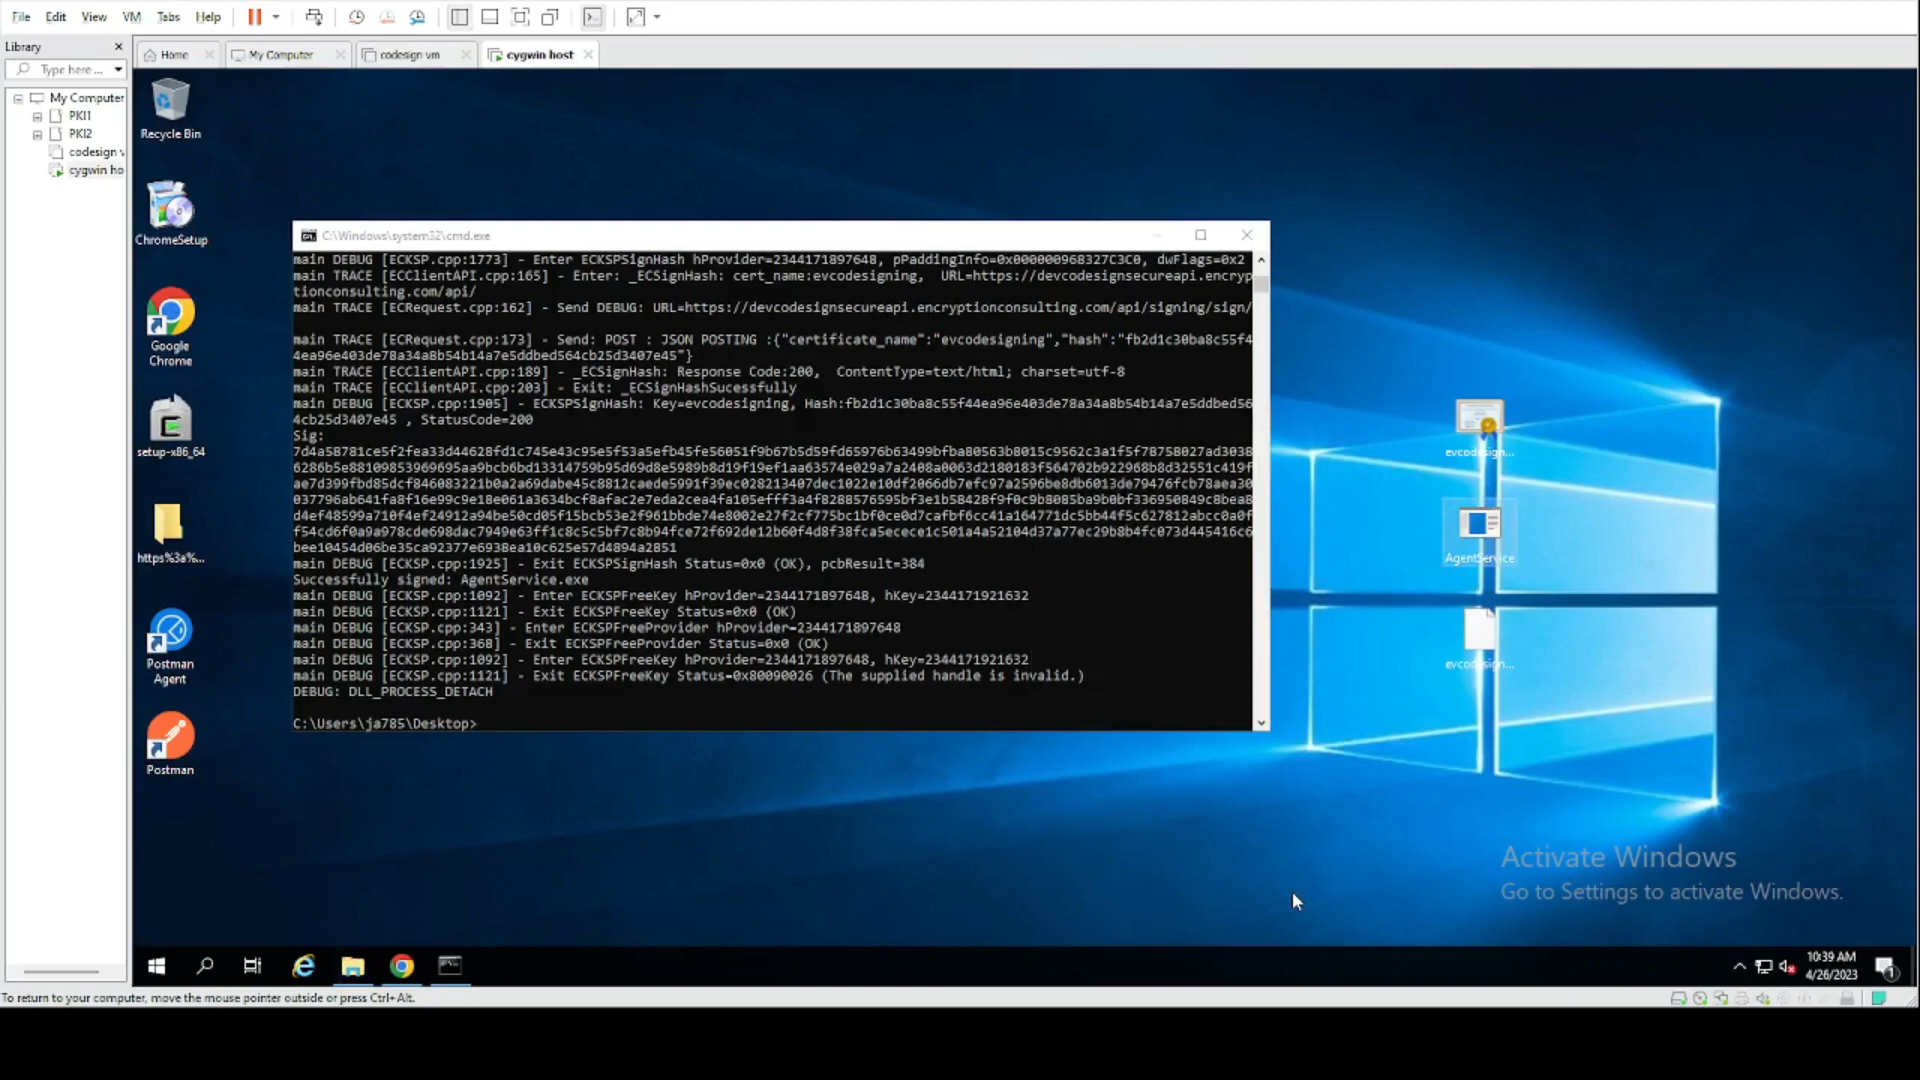 File Edit View VM Tabs Help
Library
Home My Computer codesign vm cygwin host
Type here ...
My Computer
PKI1
PKI2
codesign v
cygwin ho
Recycle Bin
ChromeSetup
Google
Chrome
setup-x86_64
https%3a%...
Postman
Agent
Postman
C:\Windows\system32\cmd.exe
main DEBUG [ECKSP.cpp:1773] - Enter ECKSPSignHash hProvider=2344171897648, pPaddingInfo=0x000000968327C3C0, dwFlags=0x2
main TRACE [ECClientAPI.cpp:165] - Enter: _ECSignHash: cert_name:evcodesigning, URL=https://devcodesignsecureapi.encryp
tionconsulting.com/api/
main TRACE [ECRequest.cpp:162] - Send DEBUG: URL=https://devcodesignsecureapi.encryptionconsulting.com/api/signing/sign/
main TRACE [ECRequest.cpp:173] - Send: POST : JSON POSTING :{"certificate_name":"evcodesigning","hash":"fb2d1c30ba8c55f4
4ea96e403de78a34a8b54b14a7e5ddbed564cb25d3407e45"}
main TRACE [ECClientAPI.cpp:189] - _ECSignHash: Response Code:200, ContentType=text/html; charset=utf-8
main TRACE [ECClientAPI.cpp:203] - Exit: _ECSignHashSucessfully
main DEBUG [ECKSP.cpp:1905] - ECKSPSignHash: Key=evcodesigning, Hash:fb2d1c30ba8c55f44ea96e403de78a34a8b54b14a7e5ddbed56
4cb25d3407e45 , StatusCode=200
Sig:
7d4a58781ce5f2fea33d44628fd1c745e43c95e5f53a5efb45fe56051f9b67b5d59fd65976b63499bfba80563b8015c9562c3a1f5f78758027ad3038
6286b5e88109853969695aa9bcb6bd13314759b95d69d8e5989b8d19f19ef1aa63574e029a7a2408a0063d2180183f564702b922968b8d32551c419f
ae7d399fbd85dcf846083221b0a2a69dabe45c8812caede5991f39ec028213407dec1022e10df2066db7efc97a2596be8db6013de79476fcb78aea30
037796ab641fa8f16e99c9e18e061a3634bcf8afac2e7eda2cea4fa105efff3a4f8288576595bf3e1b58428f9f0c9b8085ba9b0bf336950849c8bea8
d4ef48599a710f4ef24912a94be50cd05f15bcb53e2f961bbde74e8002e27f2cf775bc1bf0ce0d7cafbf6cc41a164771dc5bb44f5c627812abcc0a0f
f54cd6f0a9a978cde698dac7949e63ff1c8c5c5bf7c8b94fce72f692de12b60f4d8f38fca5ecece1c501a4a52104d37a77ec29b8b4fc073d445416c6
bee10454d06be35ca92377e6938ea10c625e57d4894a2851
main DEBUG [ECKSP.cpp:1925] - Exit ECKSPSignHash Status=0x0 (OK), pcbResult=384
Successfully signed: AgentService.exe
main DEBUG [ECKSP.cpp:1092] - Enter ECKSPFreeKey hProvider=2344171897648, hKey=2344171921632
main DEBUG [ECKSP.cpp:1121] - Exit ECKSPFreeKey Status=0x0 (OK)
main DEBUG [ECKSP.cpp:343] - Enter ECKSPFreeProvider hProvider=2344171897648
main DEBUG [ECKSP.cpp:368] - Exit ECKSPFreeProvider Status=0x0 (OK)
main DEBUG [ECKSP.cpp:1092] - Enter ECKSPFreeKey hProvider=2344171897648, hKey=2344171921632
main DEBUG [ECKSP.cpp:1121] - Exit ECKSPFreeKey Status=0x80090026 (The supplied handle is invalid.)
DEBUG: DLL_PROCESS_DETACH
C:\Users\ja785\Desktop>
evcodesign...
AgentService
evcodesign...
Activate Windows
Go to Settings to activate Windows.
10:39 AM
4/26/2023
1
To return to your computer, move the mouse pointer outside or press Ctrl+Alt.